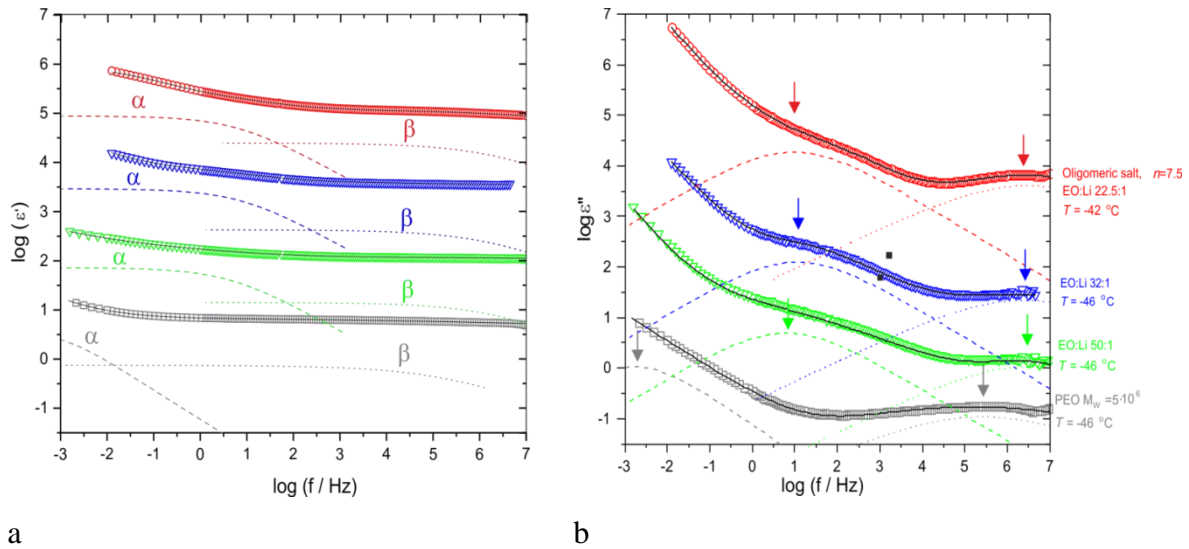 log (ε')
7
6
5
4
3
2
1
0
-1
α
β
α
β
α
β
α
β
-3 -2 -1 0 1 2 3 4 5 6 7
log (f / Hz)
a
logε"
7
6
5
4
3
2
1
0
-1
-3 -2 -1 0 1 2 3 4 5 6 7
log (f / Hz)
Oligomeric salt, n=7.5
EO:Li 22.5:1
T = -42 °C
EO:Li 32:1
T = -46 °C
EO:Li 50:1
T = -46 °C
PEO Mw =5·10⁶
T = -46 °C
b